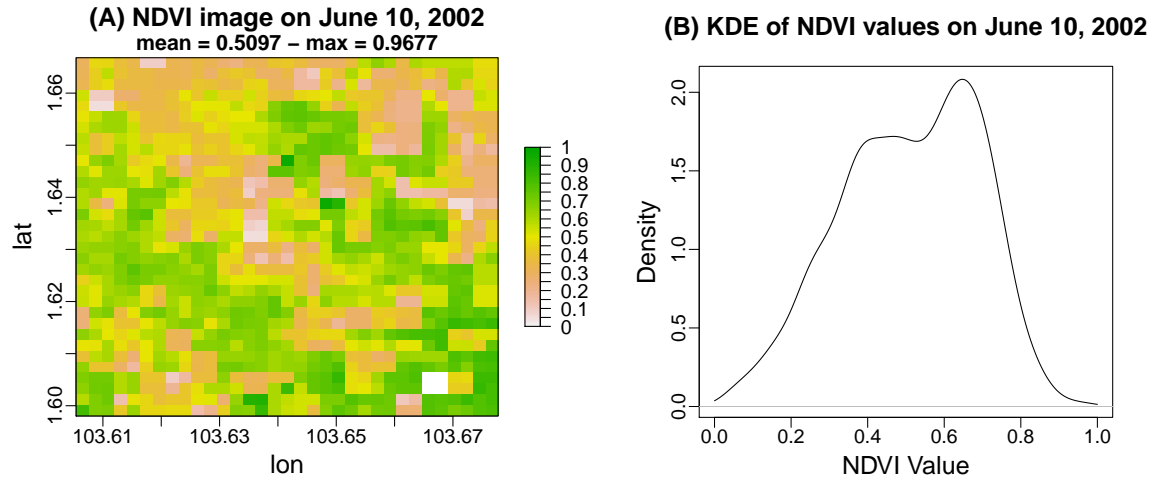 (A) NDVI image on June 10, 2002
mean = 0.5097 − max = 0.9677
lat
1.66
1.64
1.62
1.60
103.61 103.63 103.65 103.67
lon
1
0.9
0.8
0.7
0.6
0.5
0.4
0.3
0.2
0.1
0
(B) KDE of NDVI values on June 10, 2002
Density
2.0
1.5
1.0
0.5
0.0
0.0 0.2 0.4 0.6 0.8 1.0
NDVI Value